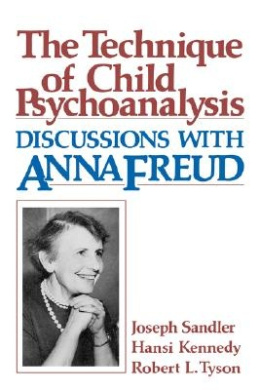 The Technique
of Child
Psychoanalysis
DISCUSSIONS WITH
ANNA FREUD
Joseph Sandler
Hansi Kennedy
Robert L. Tyson